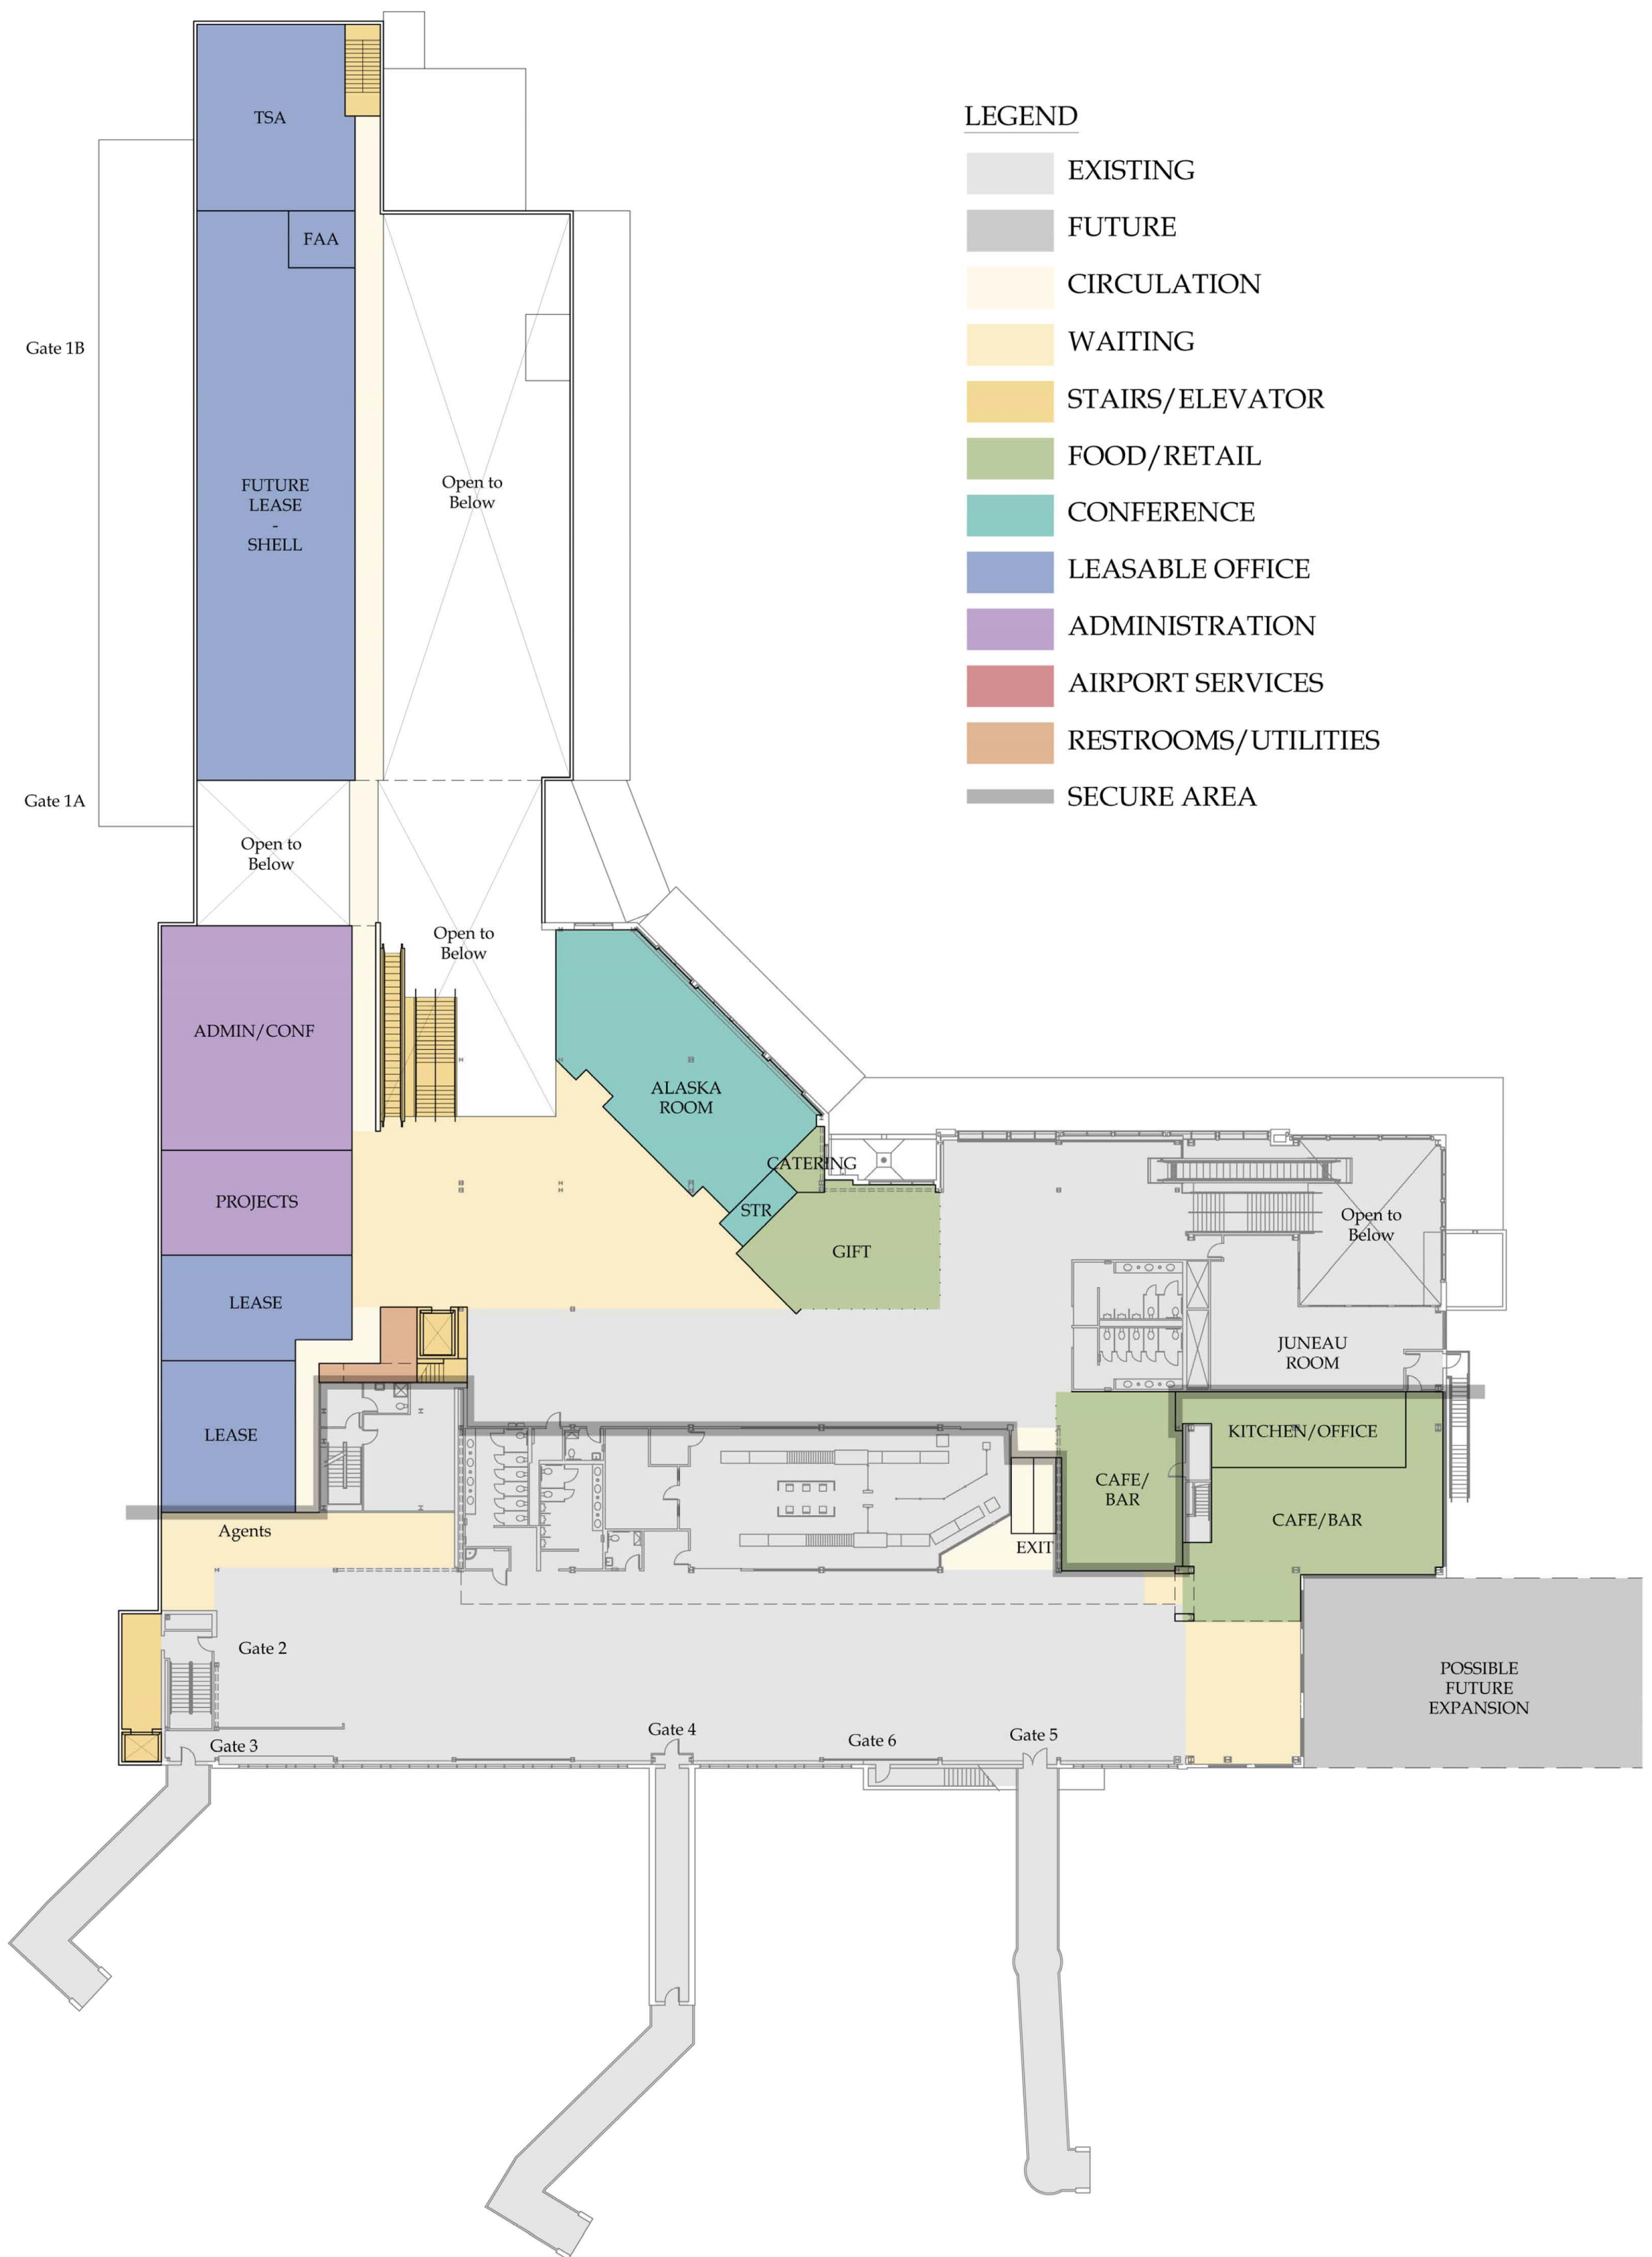 TSA
FAA
Gate 1B
FUTURE
LEASE
-
SHELL
Open to
Below
Gate 1A
Open to
Below
Open to
Below
LEGEND
EXISTING
FUTURE
CIRCULATION
WAITING
STAIRS/ELEVATOR
FOOD/RETAIL
CONFERENCE
LEASABLE OFFICE
ADMINISTRATION
AIRPORT SERVICES
RESTROOMS/UTILITIES
SECURE AREA
ADMIN/CONF
ALASKA
ROOM
CATERING
PROJECTS
STR
GIFT
Open to
Below
LEASE
JUNEAU
ROOM
LEASE
KITCHEN/OFFICE
CAFE/
BAR
CAFE/BAR
Agents
EXIT
Gate 2
POSSIBLE
FUTURE
EXPANSION
Gate 3
Gate 4
Gate 6
Gate 5